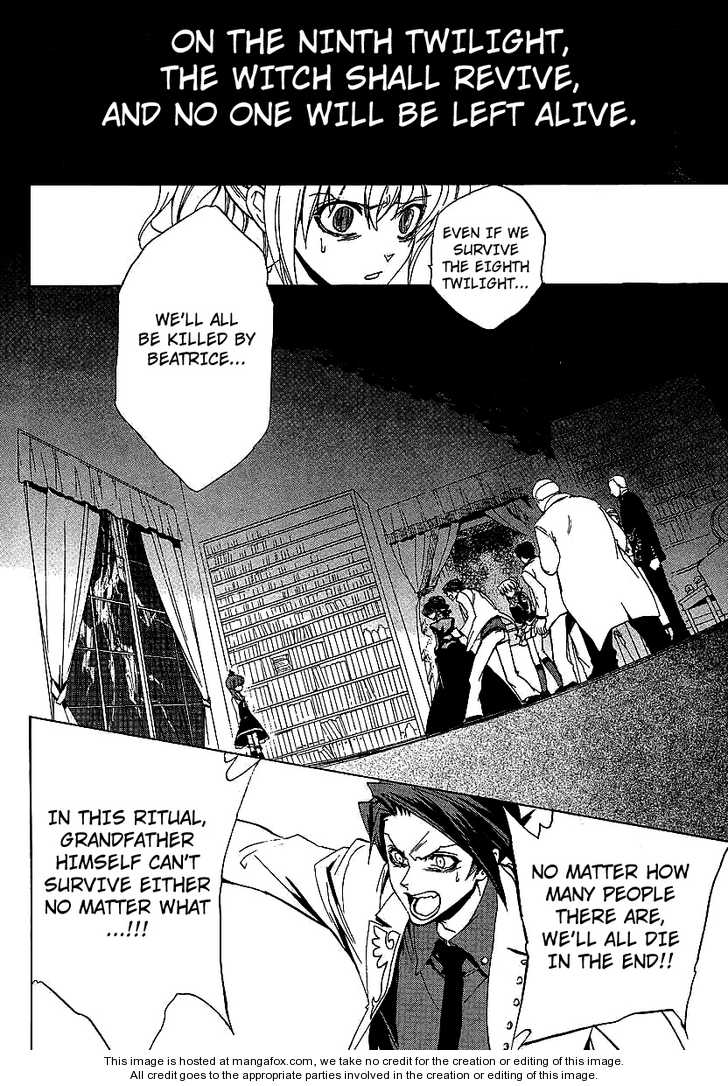 ON THE NINTH TWILIGHT,
THE WITCH SHALL REVIVE,
AND NO ONE WILL BE LEFT ALIVE.
EVEN IF WE
SURVIVE
THE EIGHTH
TWILIGHT...
WE'LL ALL
BE KILLED BY
BEATRICE...
NO MATTER HOW
MANY PEOPLE
THERE ARE,
WE'LL ALL DIE
IN THE END!!
IN THIS RITUAL,
GRANDFATHER
HIMSELF CAN'T
SURVIVE EITHER
NO MATTER WHAT
...!!!
This image is hosted at mangafox.com, we take no credit for the creation or editing of this image.
All credit goes to the appropriate parties involved in the creation or editing of this image.